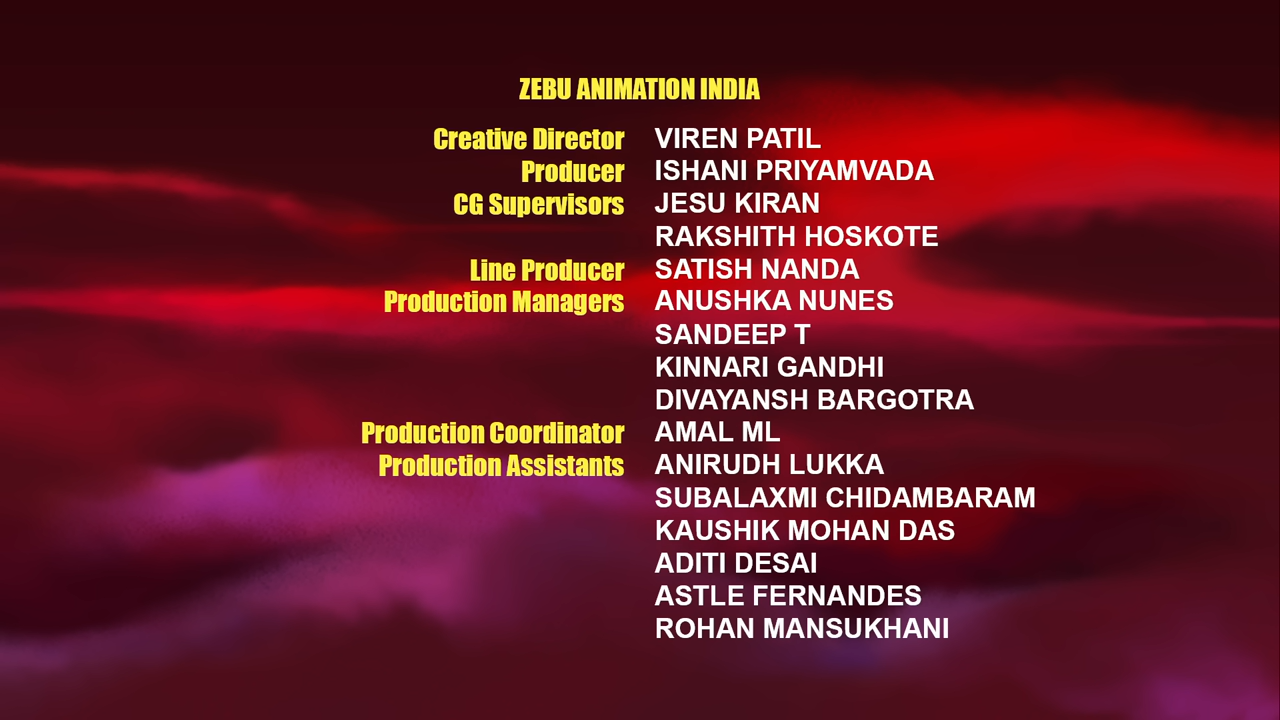 ZEBU ANIMATION INDIA
Creative Director VIREN PATIL
Producer ISHANI PRIYAMVADA
CG Supervisors JESU KIRAN
RAKSHITH HOSKOTE
Line Producer SATISH NANDA
Production Managers ANUSHKA NUNES
SANDEEP T
KINNARI GANDHI
DIVAYANSH BARGOTRA
Production Coordinator AMAL ML
Production Assistants ANIRUDH LUKKA
SUBALAXMI CHIDAMBARAM
KAUSHIK MOHAN DAS
ADITI DESAI
ASTLE FERNANDES
ROHAN MANSUKHANI